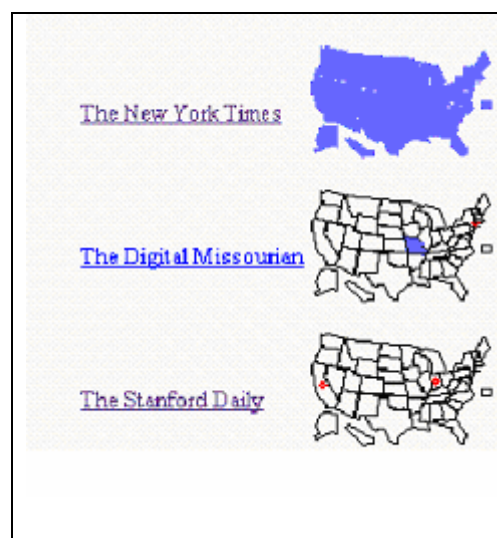 The New York Times
The Digital Missourian
The Stanford Daily